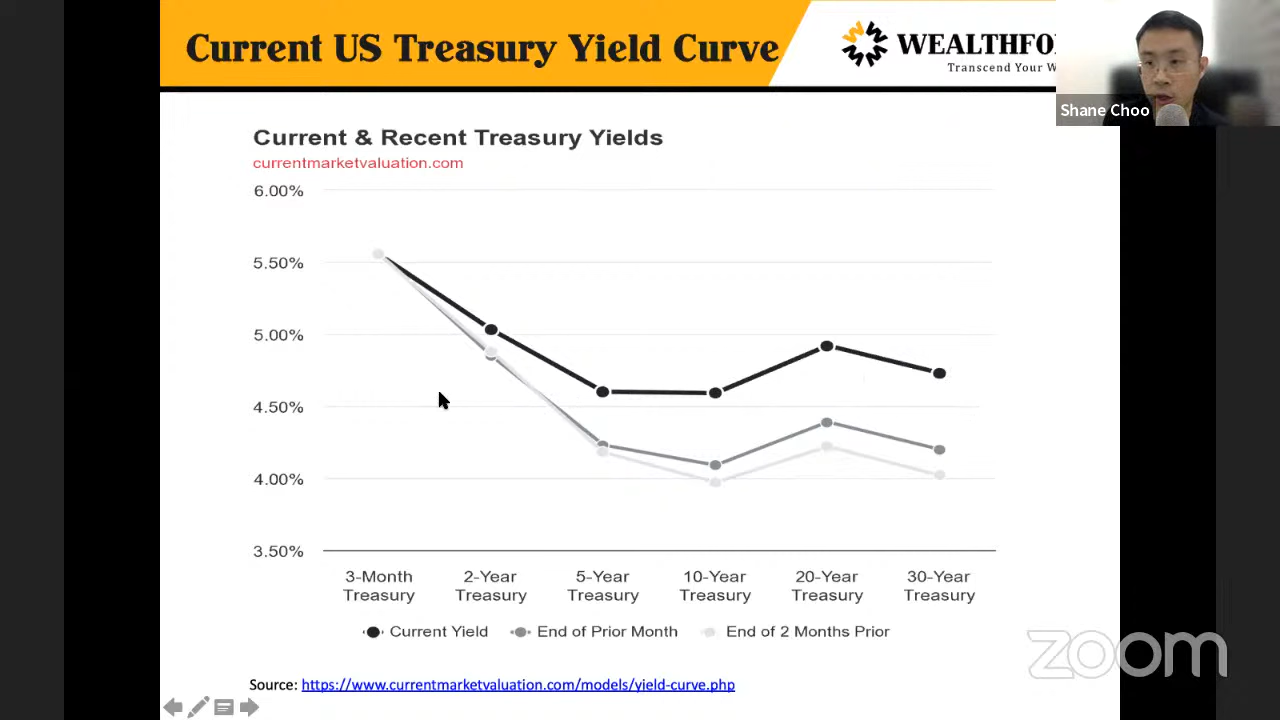 Current US Treasury Yield Curve
WEALTHFO
Transcend Your W
Shane Choo
Current & Recent Treasury Yields
currentmarketvaluation.com
6.00%
5.50%
5.00%
4.50%
4.00%
3.50%
3-Month Treasury
2-Year Treasury
5-Year Treasury
10-Year Treasury
20-Year Treasury
30-Year Treasury
Current Yield
End of Prior Month
End of 2 Months Prior
zoom
Source: https://www.currentmarketvaluation.com/models/yield-curve.php